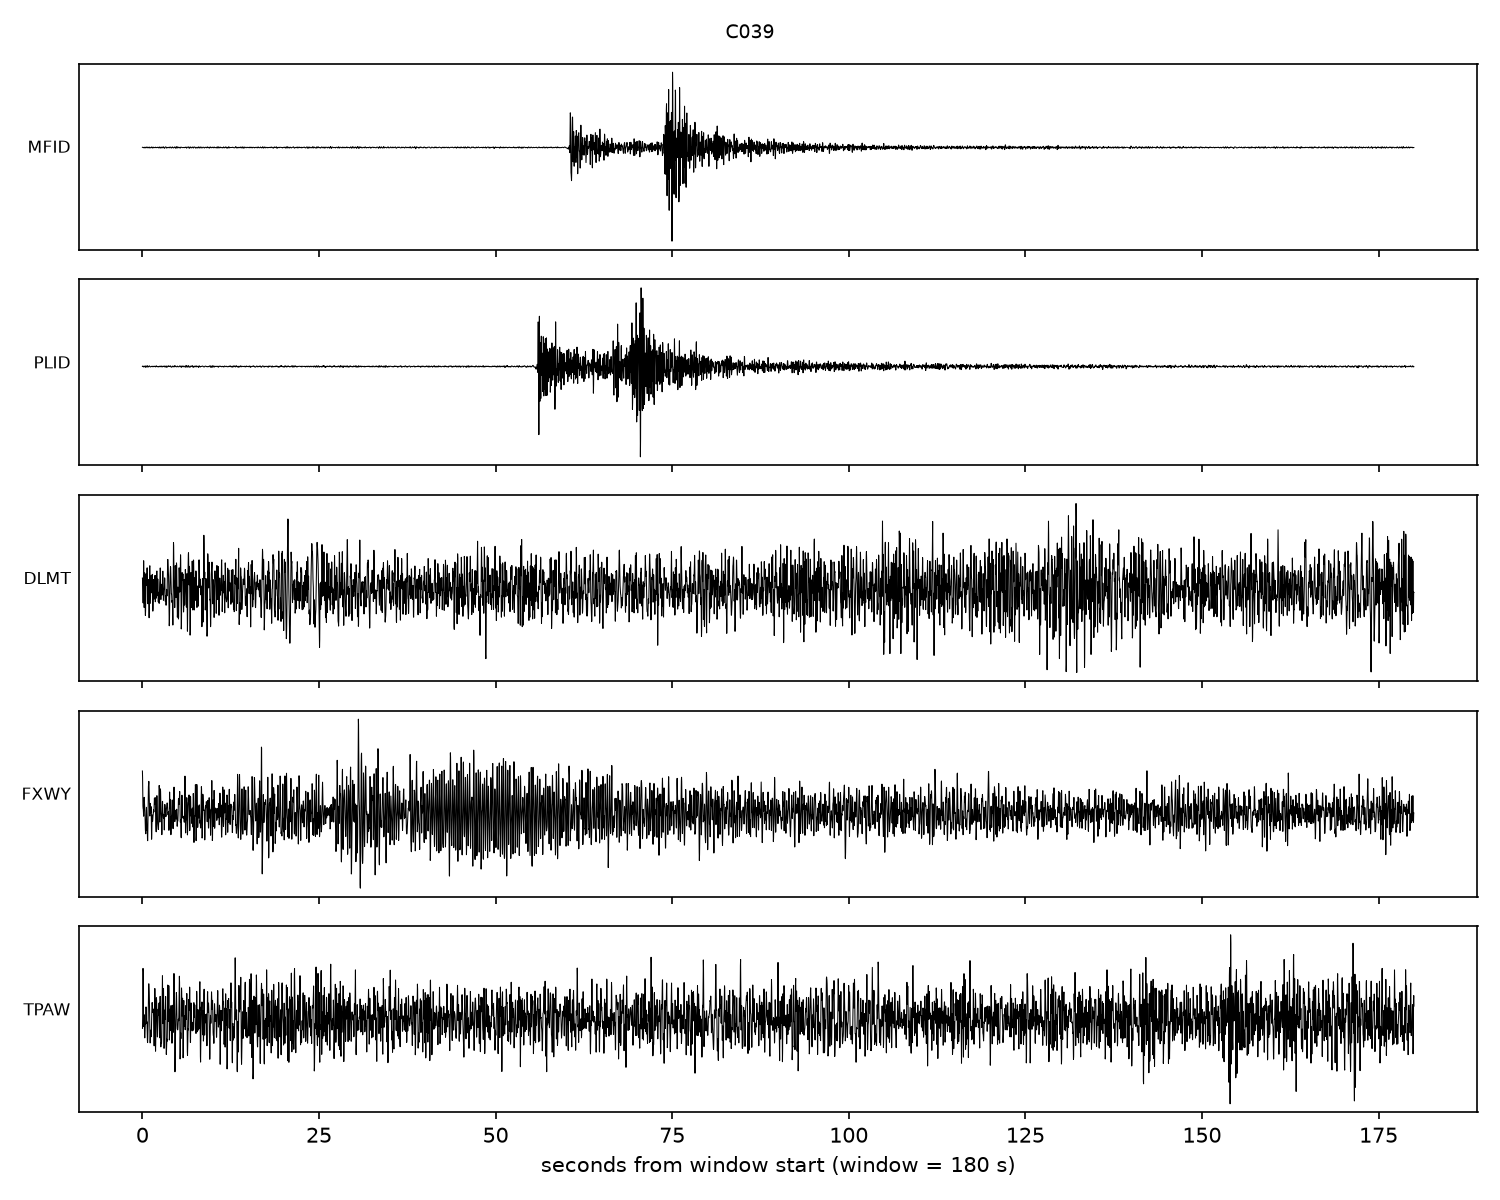 C039
MFID
PLID
DLMT
FXWY
TPAW
0 25 50 75 100 125 150 175
seconds from window start (window = 180 s)